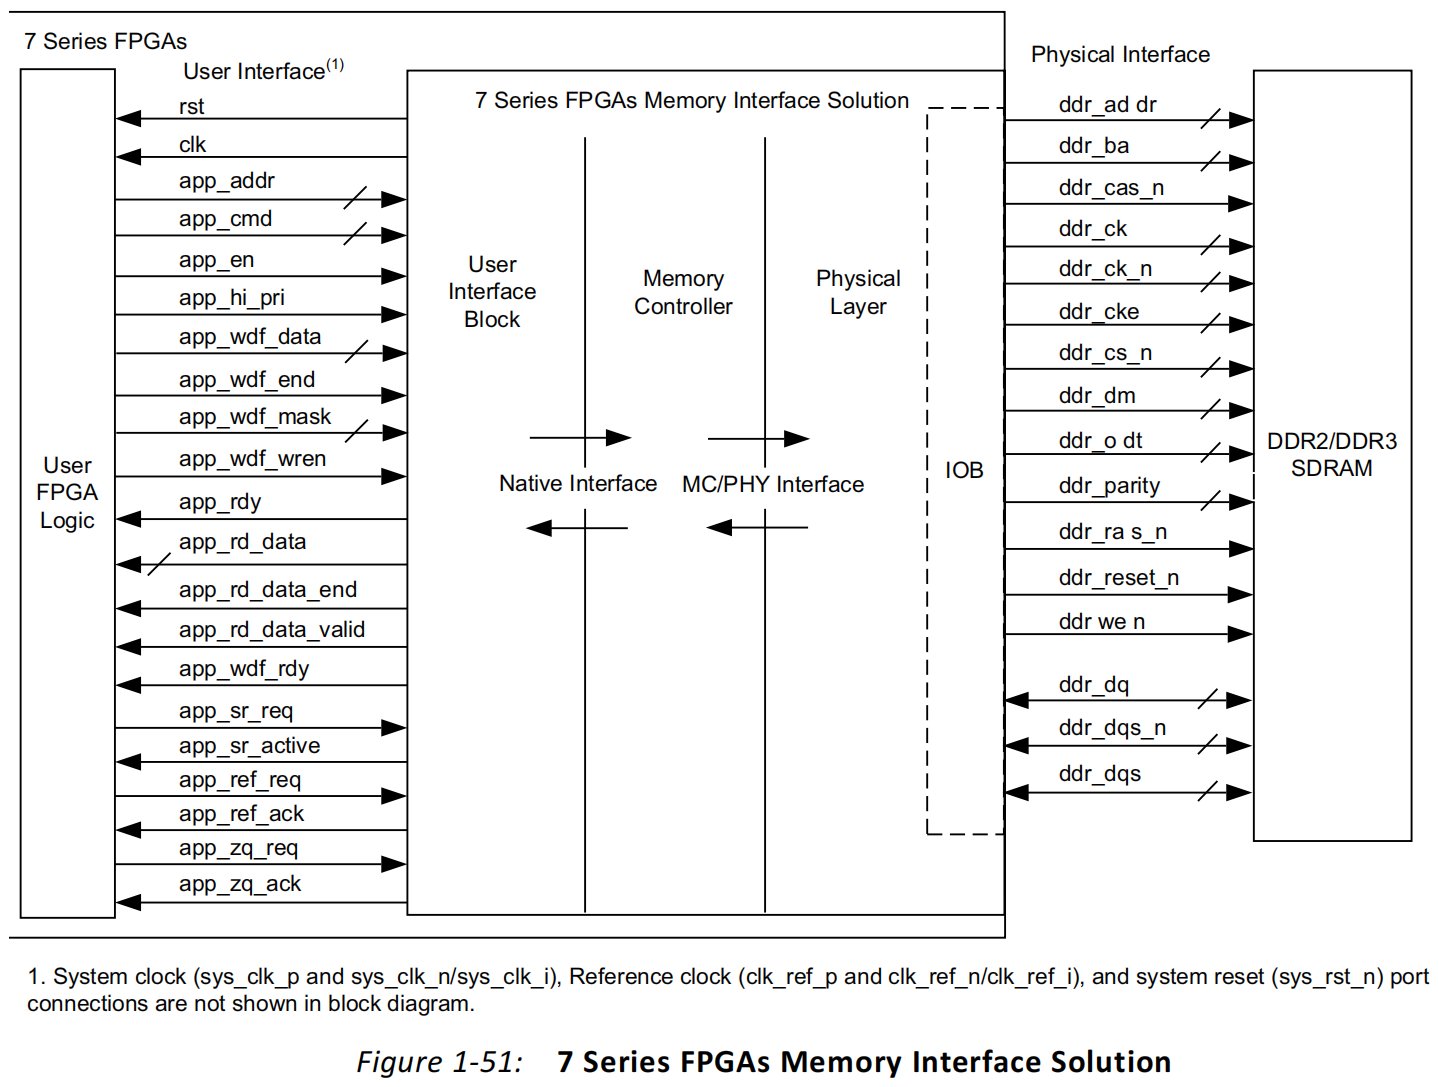 7 Series FPGAs
User Interface(1)
Physical Interface
7 Series FPGAs Memory Interface Solution
rst
clk
app_addr
app_cmd
app_en
app_hi_pri
app_wdf_data
app_wdf_end
app_wdf_mask
app_wdf_wren
app_rdy
app_rd_data
app_rd_data_end
app_rd_data_valid
app_wdf_rdy
app_sr_req
app_sr_active
app_ref_req
app_ref_ack
app_zq_req
app_zq_ack
User
FPGA
Logic
User
Interface
Block
Memory
Controller
Physical
Layer
Native Interface
MC/PHY Interface
IOB
ddr_ad dr
ddr_ba
ddr_cas_n
ddr_ck
ddr_ck_n
ddr_cke
ddr_cs_n
ddr_dm
ddr_o dt
ddr_parity
ddr_ra s_n
ddr_reset_n
ddr we n
ddr_dq
ddr_dqs_n
ddr_dqs
DDR2/DDR3
SDRAM
1. System clock (sys_clk_p and sys_clk_n/sys_clk_i), Reference clock (clk_ref_p and clk_ref_n/clk_ref_i), and system reset (sys_rst_n) port
connections are not shown in block diagram.
Figure 1-51: 7 Series FPGAs Memory Interface Solution